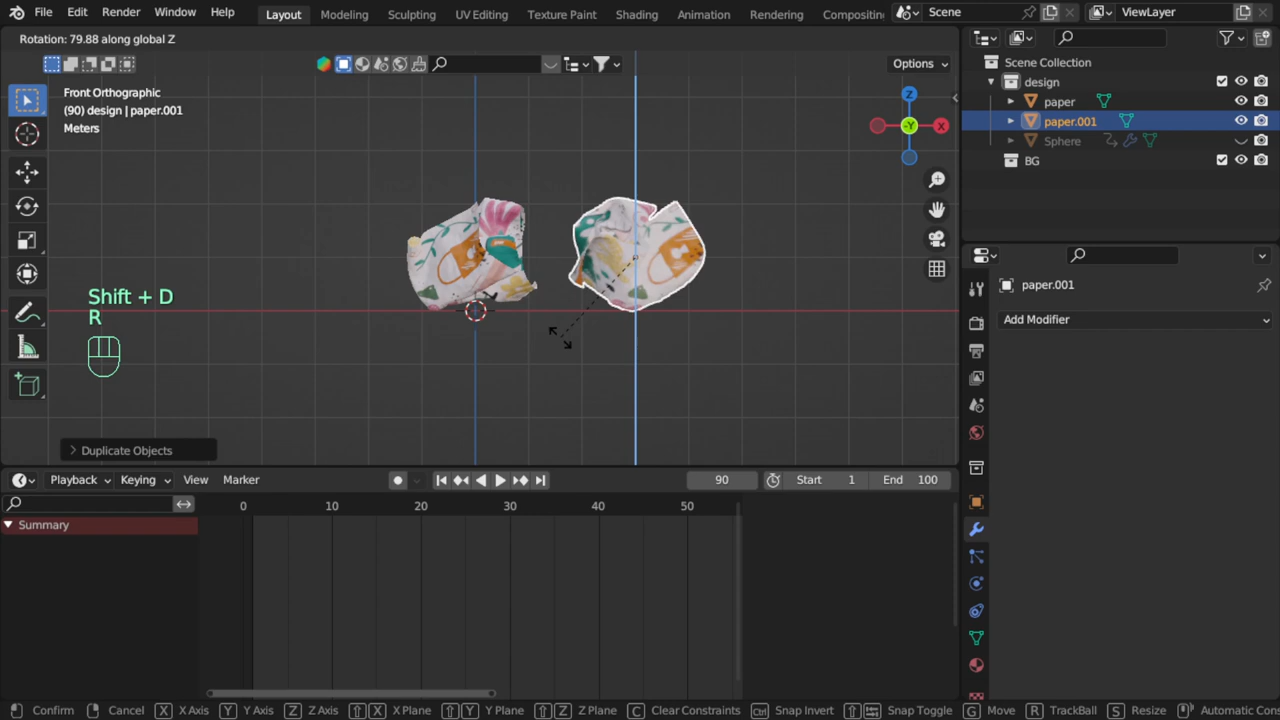 File Edit Render Window Help Layout Modeling Sculpting UV Editing Texture Paint Shading Animation Rendering Compositing Scene ViewLayer
Rotation: 79.88 along global Z
Options
Front Orthographic
(90) design | paper.001
Meters
Z
-Y
X
Shift + D
R
Duplicate Objects
Scene Collection
design
paper
paper.001
Sphere
BG
paper.001
Add Modifier
Playback Keying View Marker 90 Start 1 End 100
0 10 20 30 40 50
Summary
Confirm Cancel X X Axis Y Y Axis Z Z Axis X X Plane Y Y Plane Z Z Plane C Clear Constraints Ctrl Snap Invert Snap Toggle G Move R TrackBall S Resize Automatic Cons